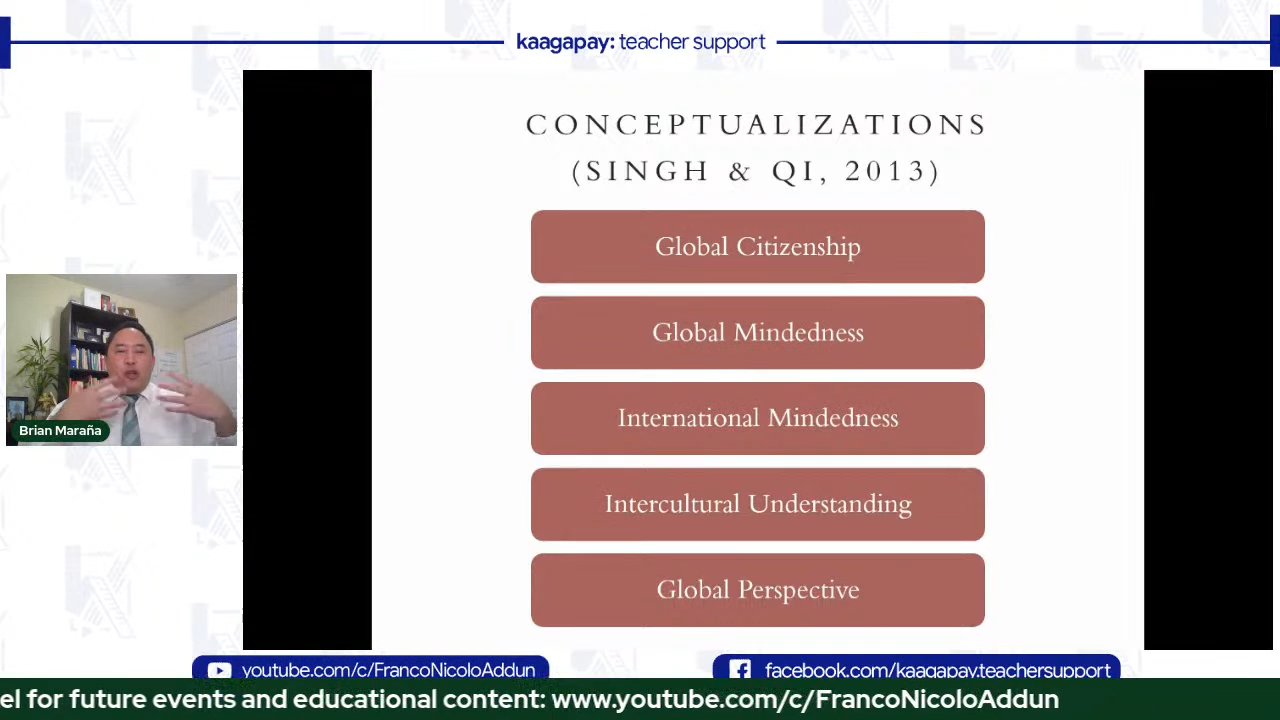 kaagapay: teacher support
CONCEPTUALIZATIONS
(SINGH & QI, 2013)
Global Citizenship
Global Mindedness
International Mindedness
Intercultural Understanding
Global Perspective
Brian Maraña
youtube.com/c/FrancoNicoloAddun
facebook.com/kaagapay.teachersupport
el for future events and educational content: www.youtube.com/c/FrancoNicoloAddun